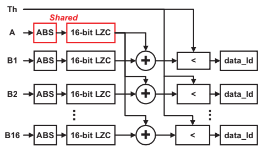 Th
Shared
A ABS 16-bit LZC
B1 ABS 16-bit LZC + < data_ld
B2 ABS 16-bit LZC + < data_ld
B16 ABS 16-bit LZC + < data_ld